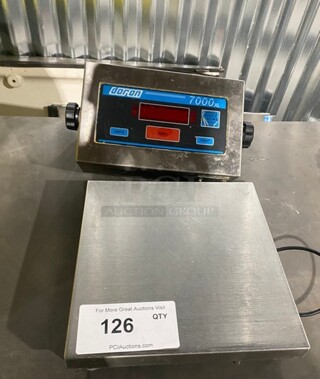 doran
7000XL
AUCTION GROUP
For More Great Auctions Visit
126
QTY
PCIAuctions.com